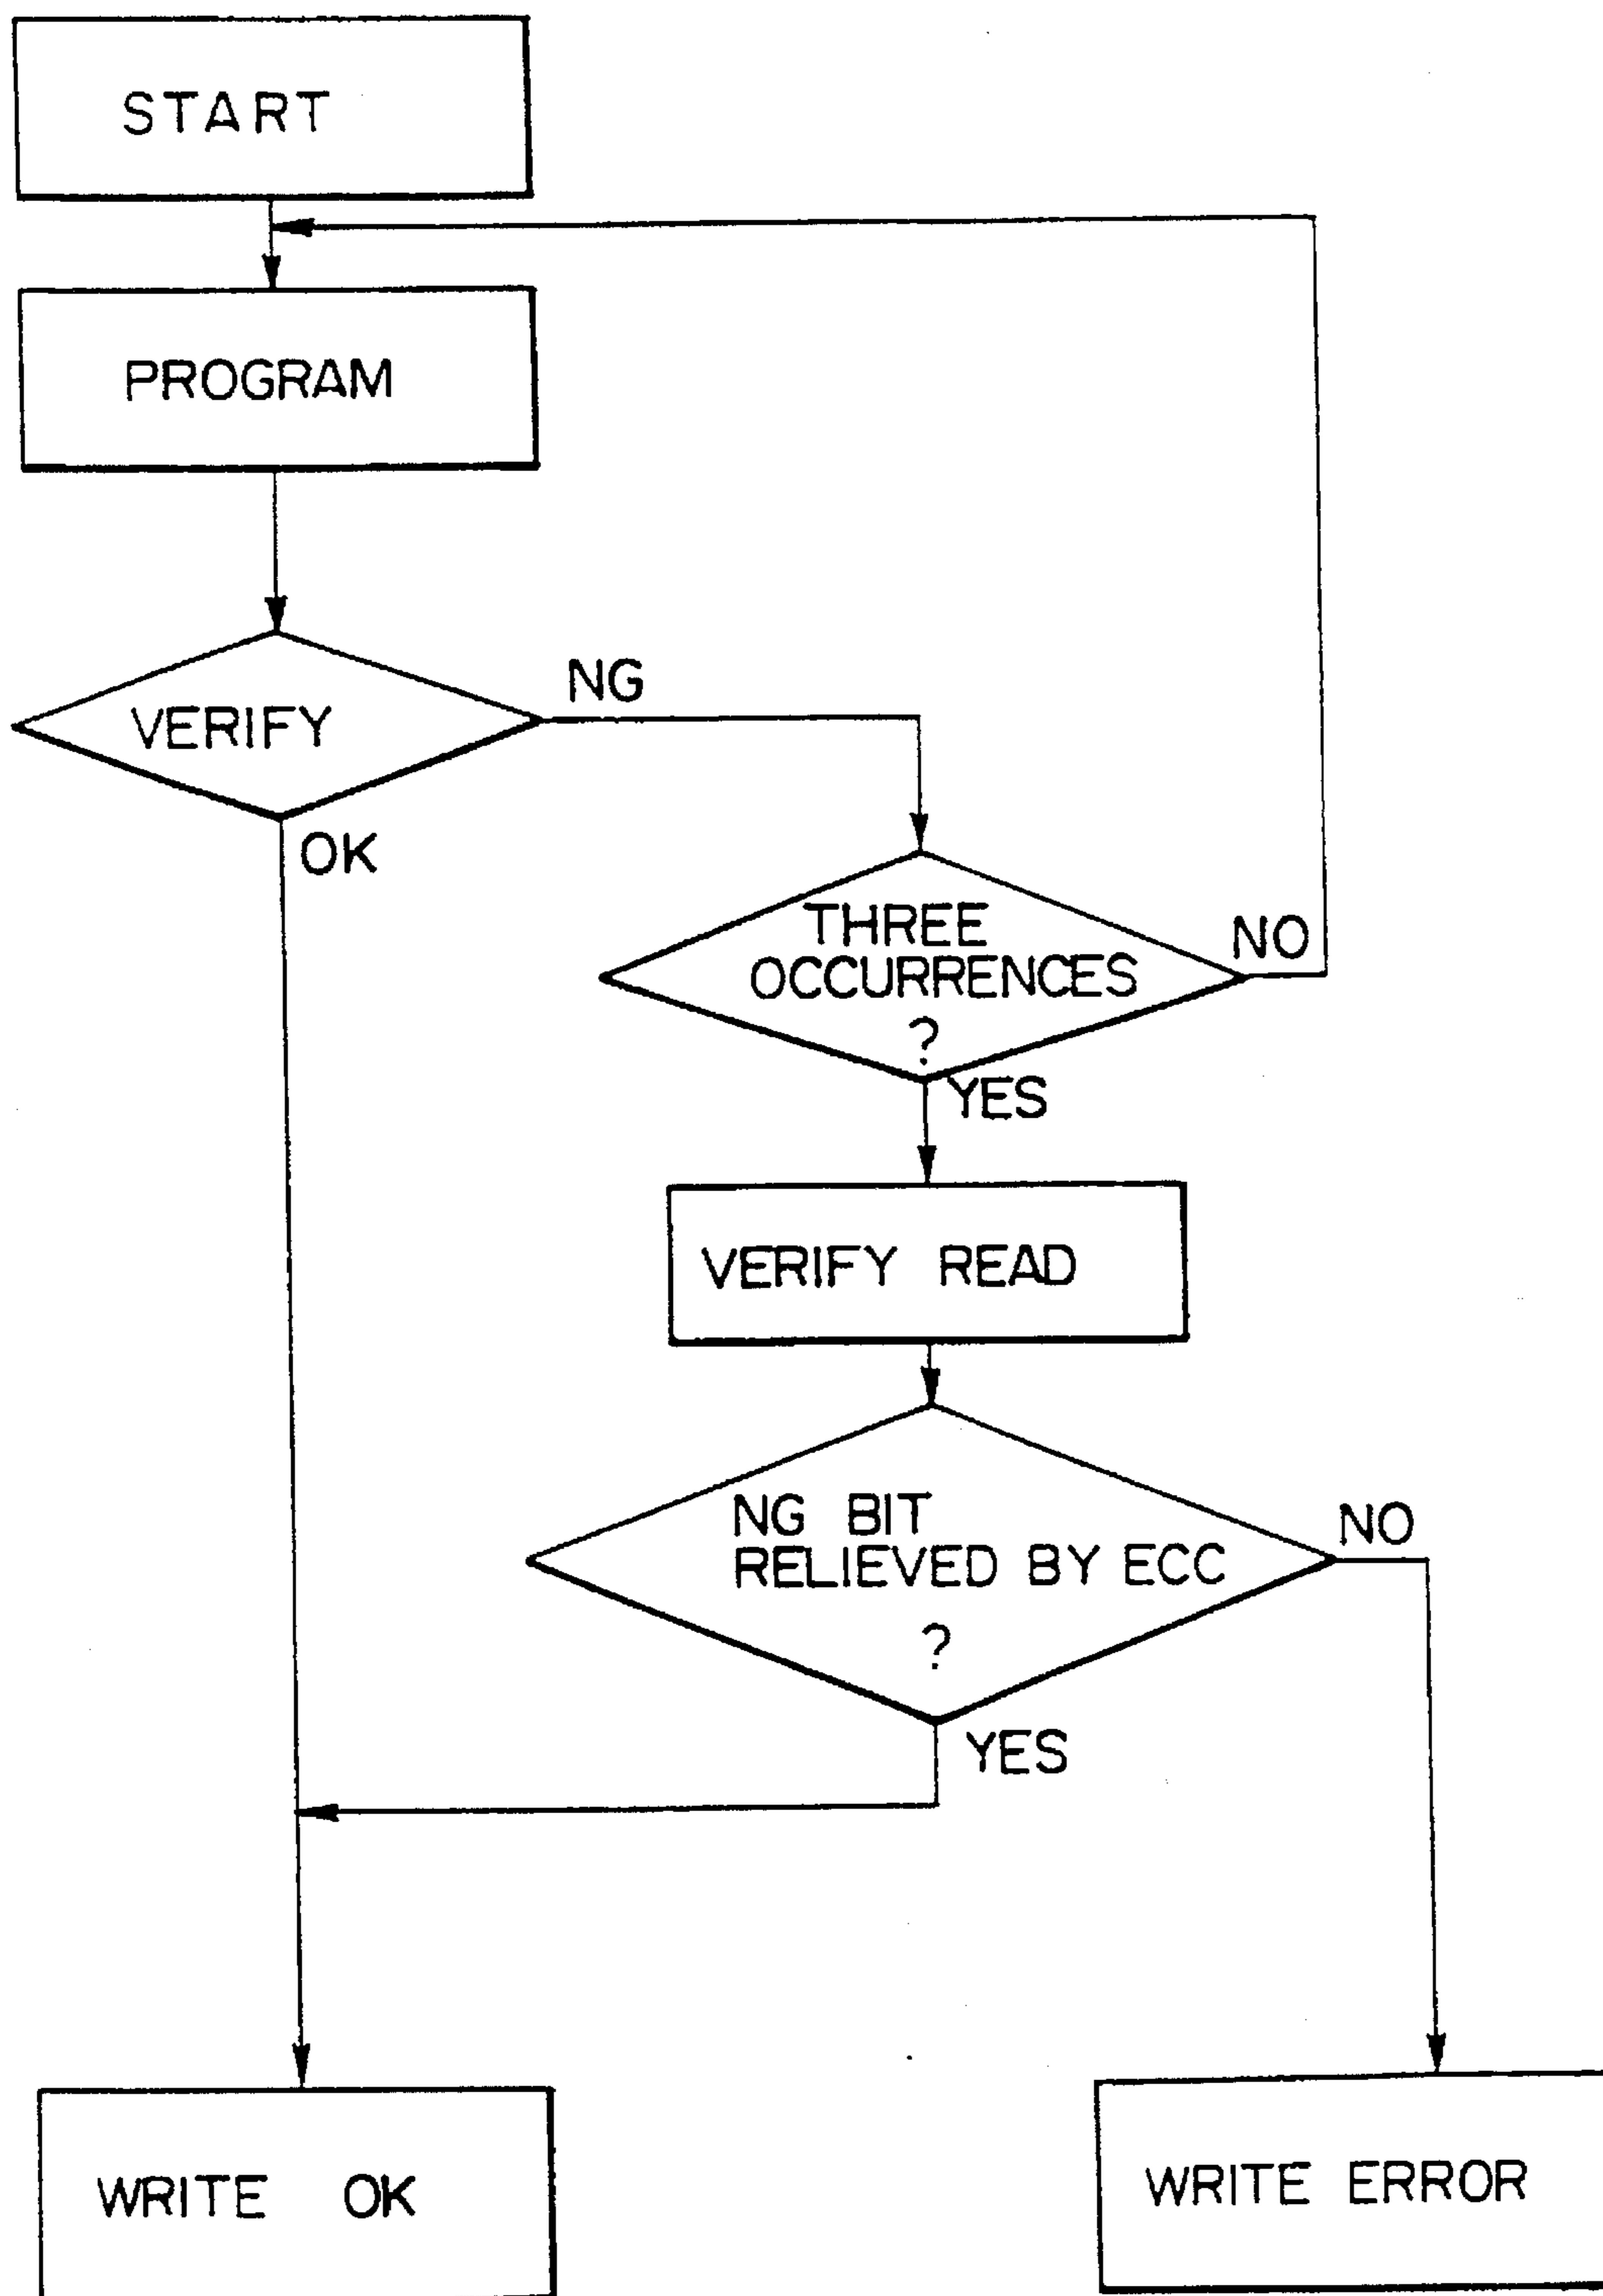 START
PROGRAM
NG
VERIFY
OK
THREE
OCCURRENCES
?
NO
YES
VERIFY READ
NG BIT
RELIEVED BY ECC
?
NO
YES
WRITE OK
WRITE ERROR